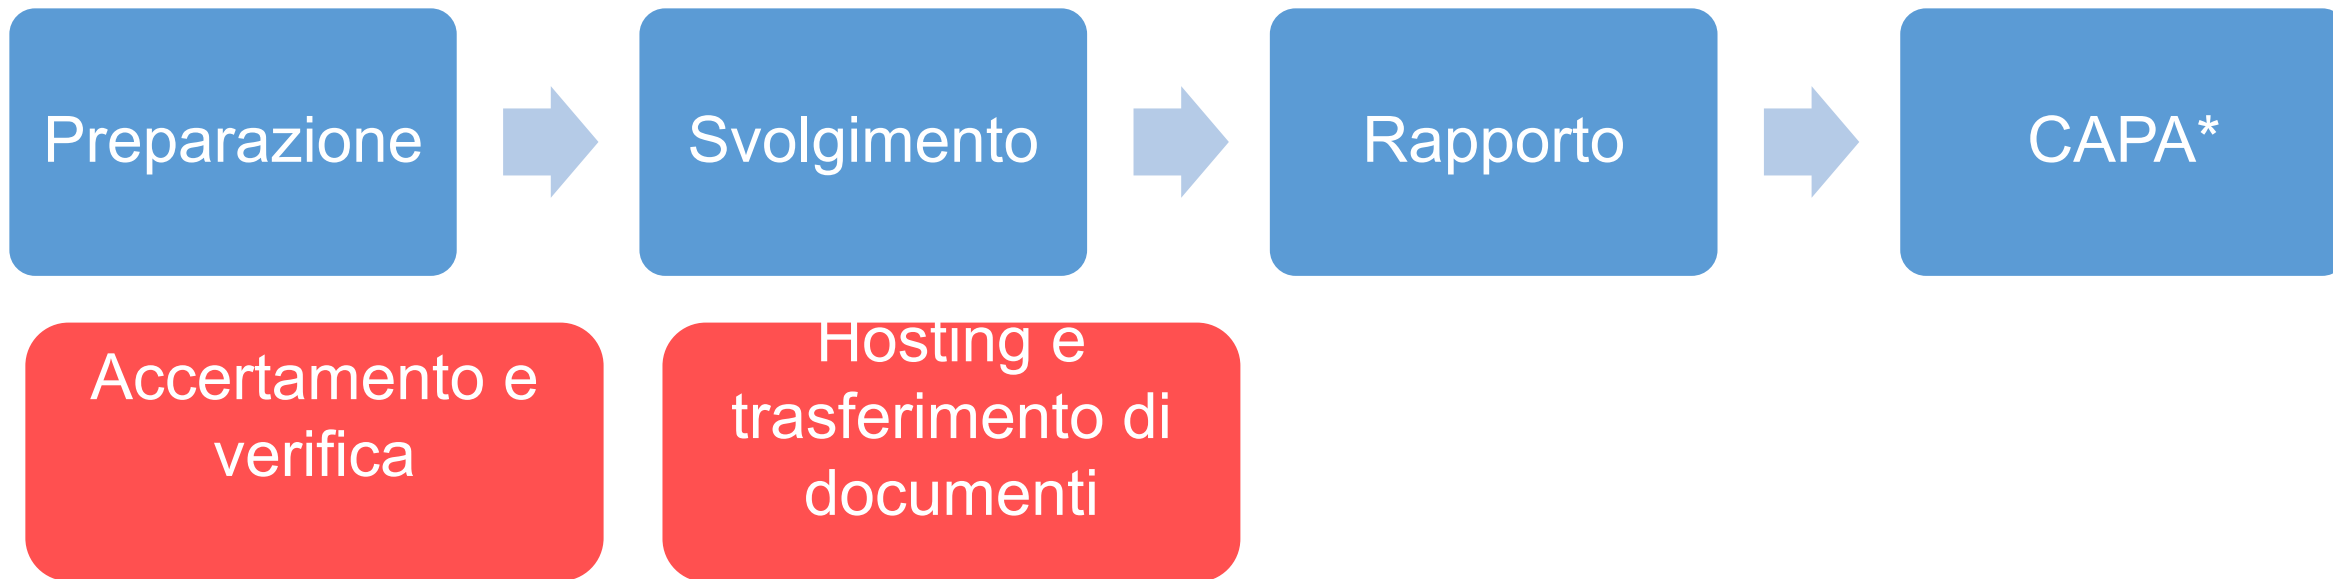 Preparazione
Svolgimento
Rapporto
CAPA*
Accertamento e
verifica
Hosting e
trasferimento di
documenti